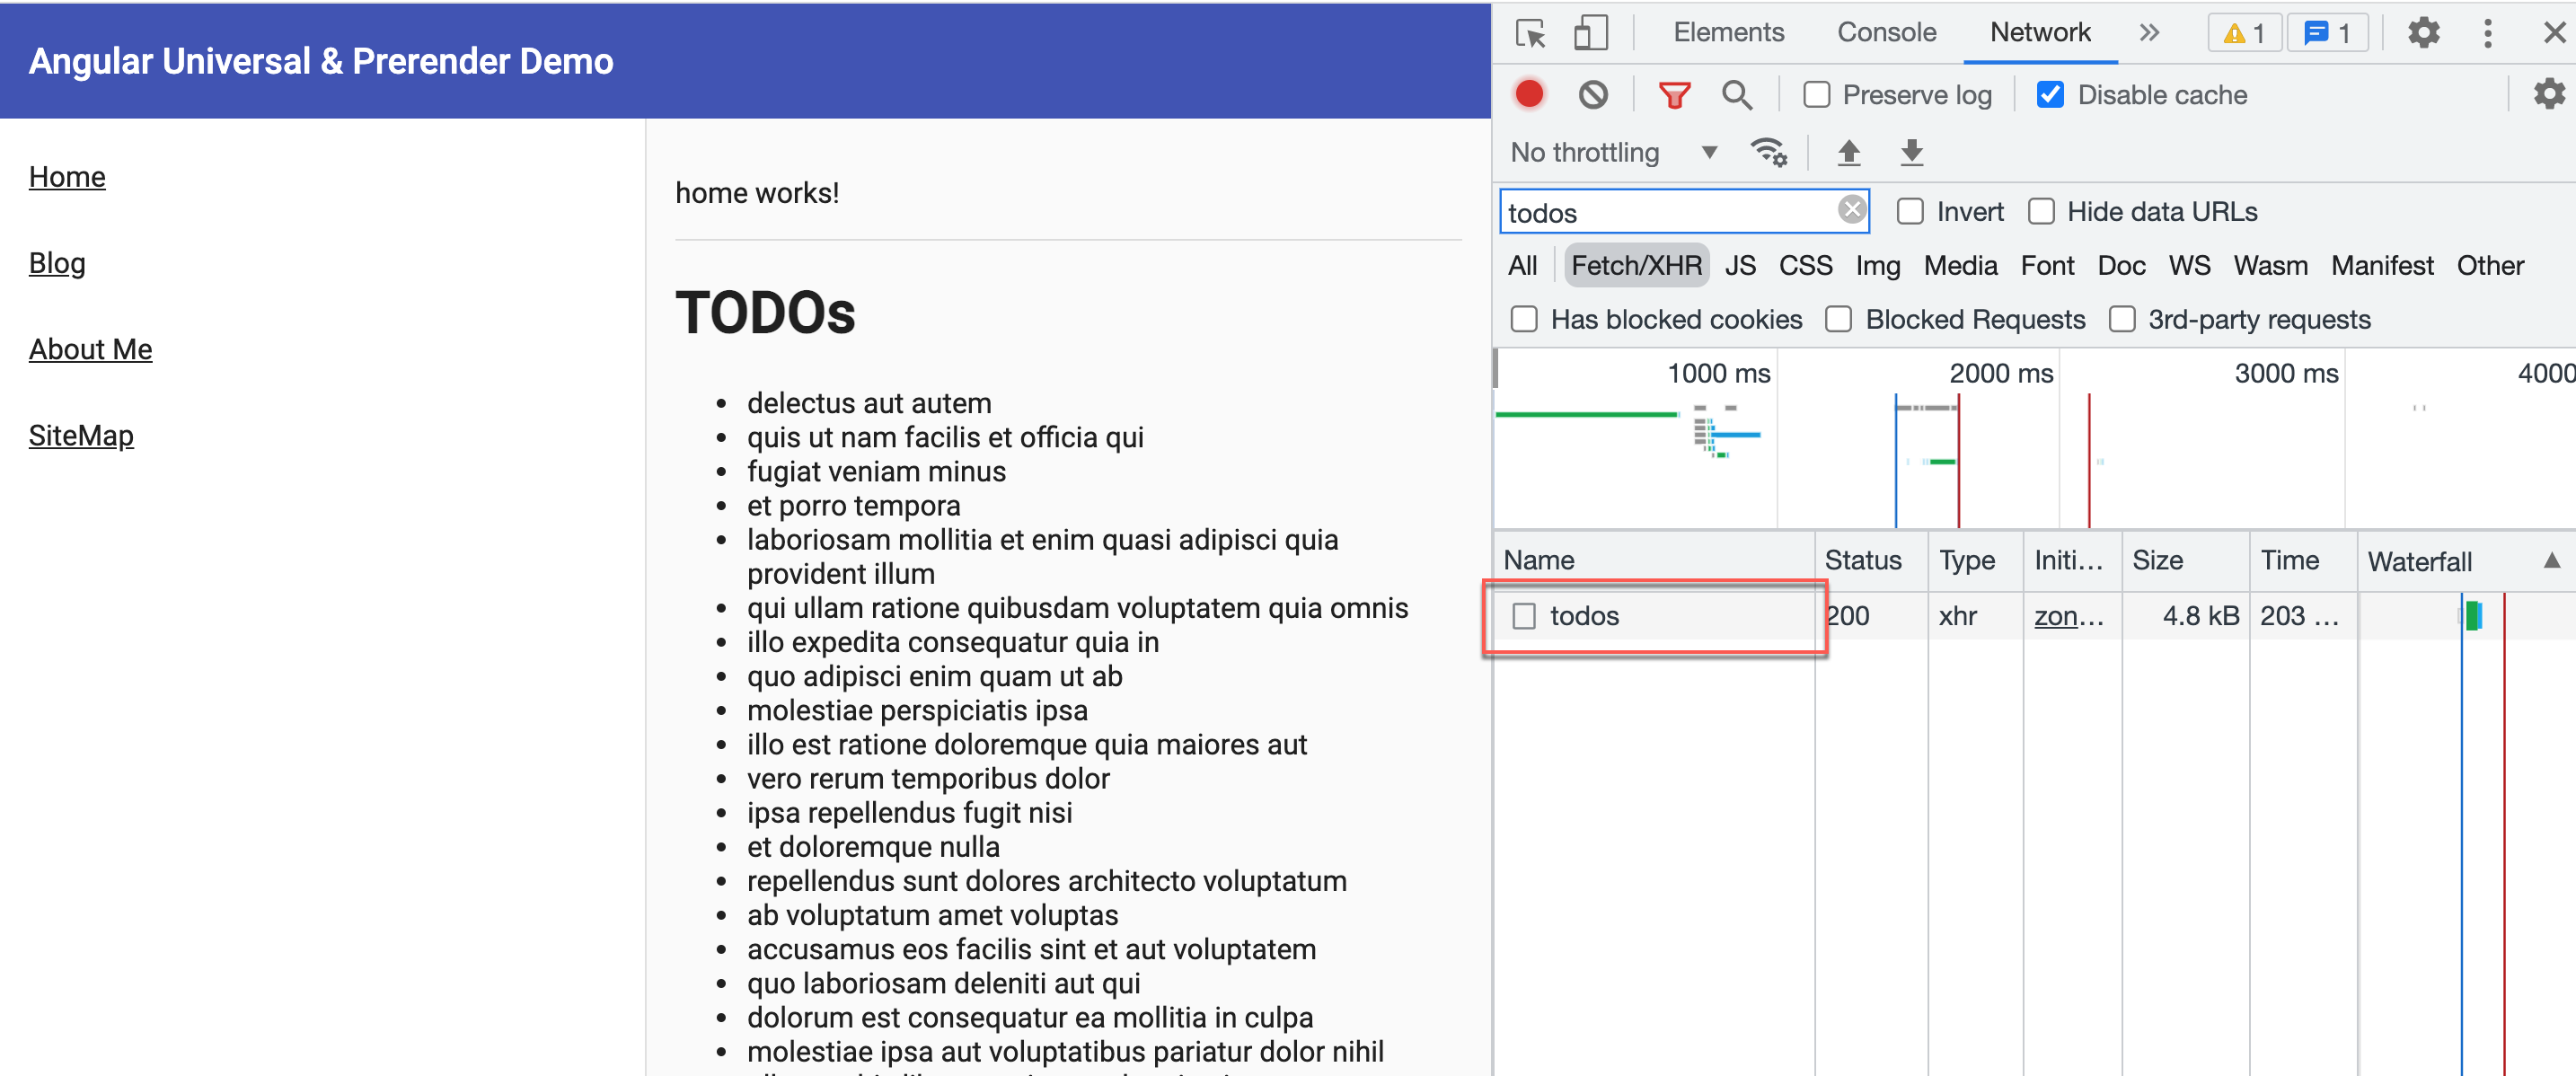 Angular Universal & Prerender Demo
Home
Blog
About Me
SiteMap
home works!
TODOs
delectus aut autem
quis ut nam facilis et officia qui
fugiat veniam minus
et porro tempora
laboriosam mollitia et enim quasi adipisci quia
provident illum
qui ullam ratione quibusdam voluptatem quia omnis
illo expedita consequatur quia in
quo adipisci enim quam ut ab
molestiae perspiciatis ipsa
illo est ratione doloremque quia maiores aut
vero rerum temporibus dolor
ipsa repellendus fugit nisi
et doloremque nulla
repellendus sunt dolores architecto voluptatum
ab voluptatum amet voluptas
accusamus eos facilis sint et aut voluptatem
quo laboriosam deleniti aut qui
dolorum est consequatur ea mollitia in culpa
molestiae ipsa aut voluptatibus pariatur dolor nihil
Elements Console Network 1 1
Preserve log Disable cache
No throttling
todos Invert Hide data URLs
All Fetch/XHR JS CSS Img Media Font Doc WS Wasm Manifest Other
Has blocked cookies Blocked Requests 3rd-party requests
1000 ms 2000 ms 3000 ms 4000
Name Status Type Initi... Size Time Waterfall
todos 200 xhr zon... 4.8 kB 203 ...